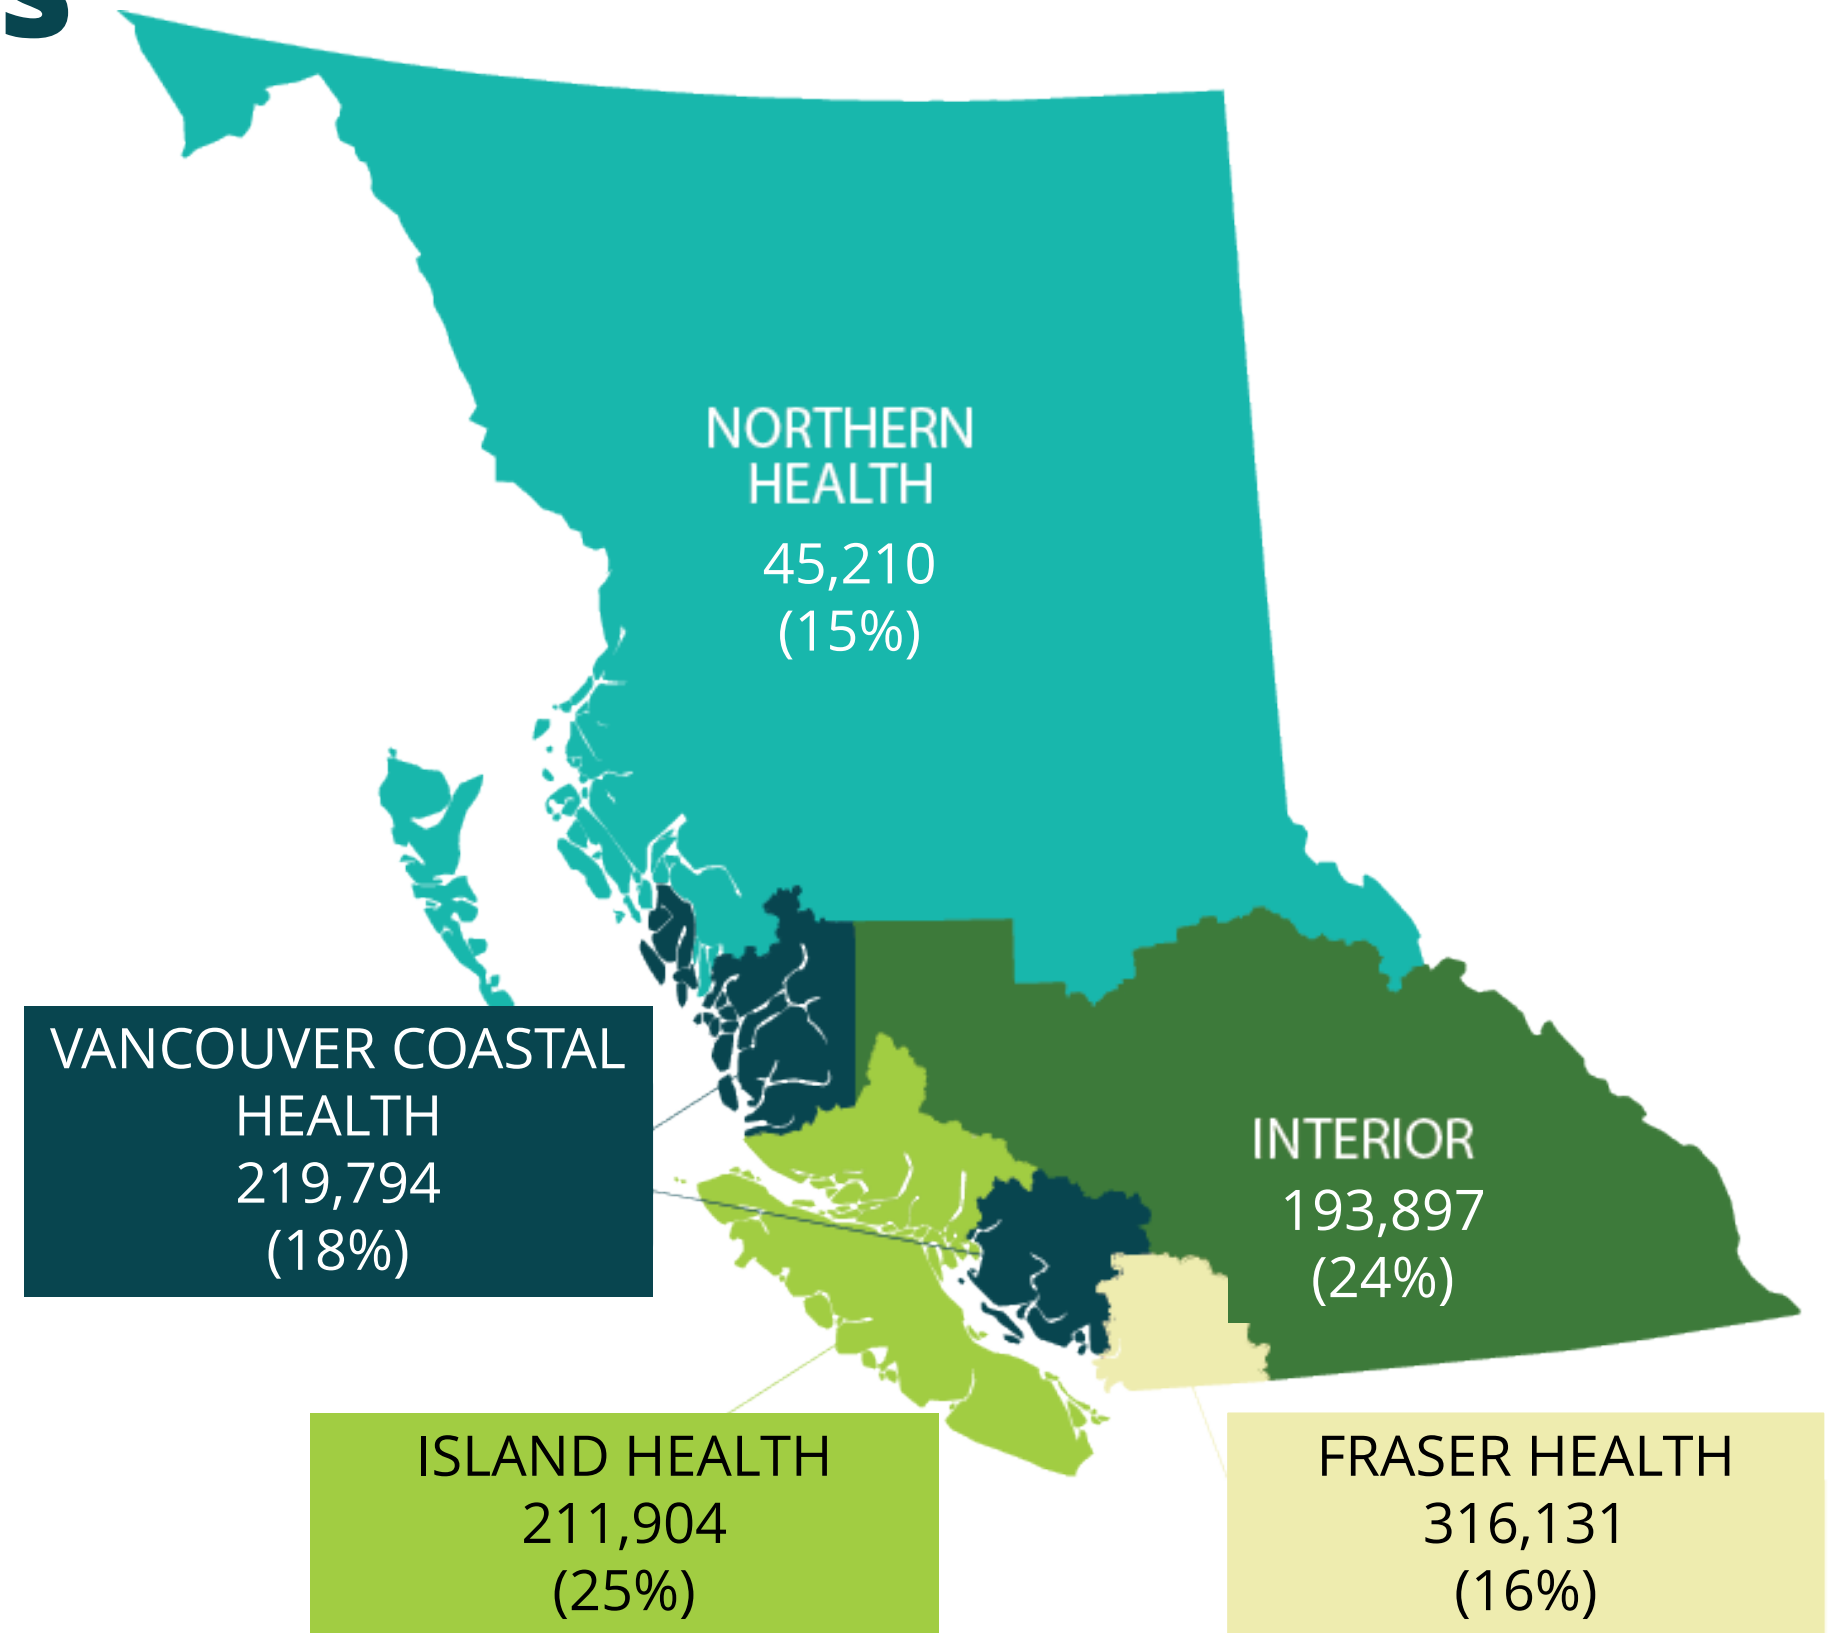 s
NORTHERN
HEALTH
45,210
(15%)
VANCOUVER COASTAL
HEALTH
219,794
(18%)
INTERIOR
193,897
(24%)
ISLAND HEALTH
211,904
(25%)
FRASER HEALTH
316,131
(16%)